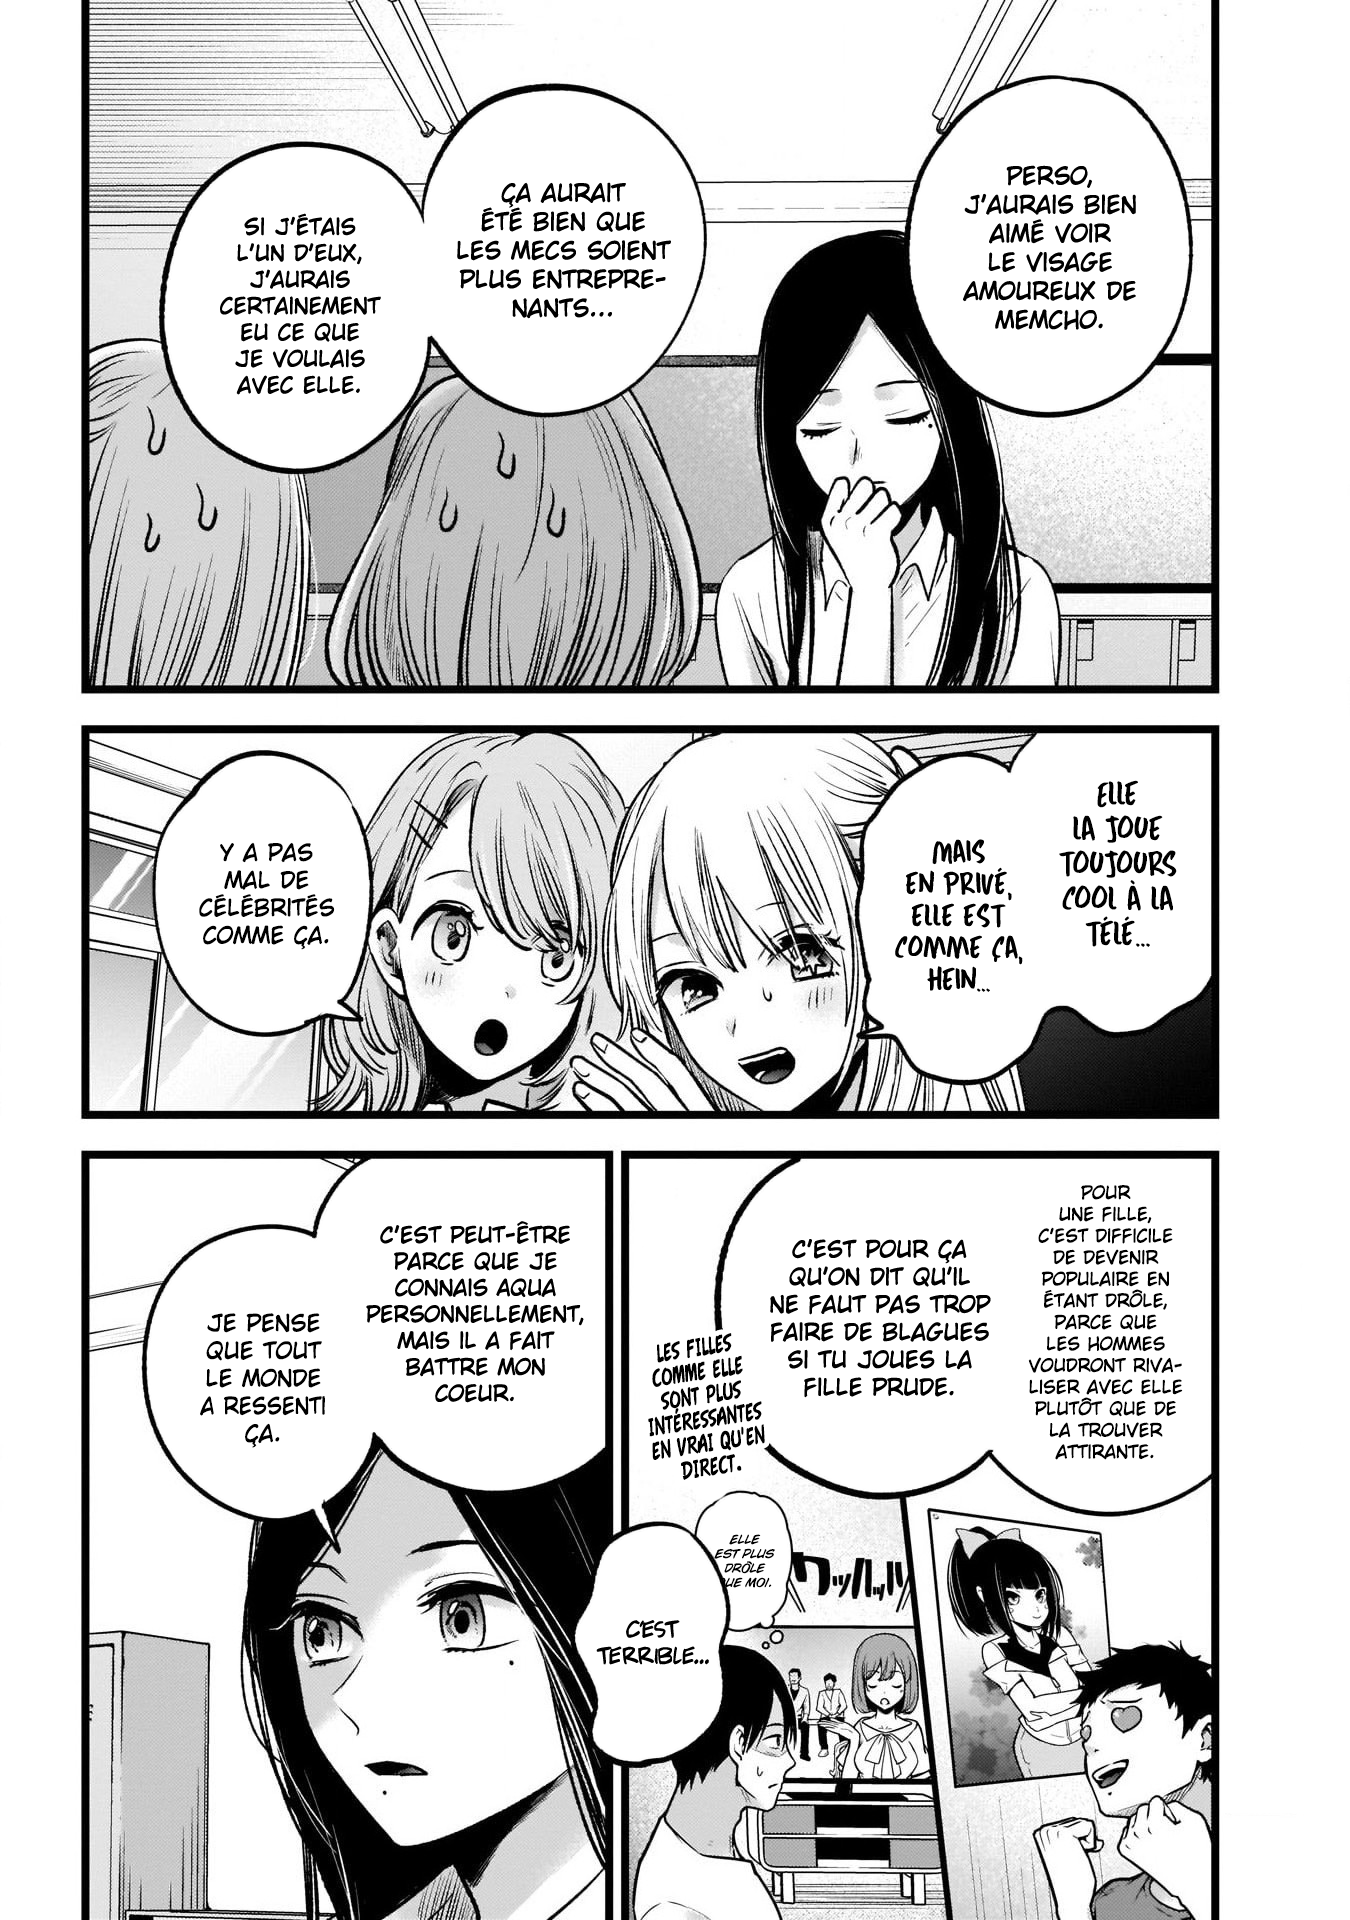 PERSO,
J'AURAIS BIEN
AIMÉ VOIR
LE VISAGE
AMOUREUX DE
MEMCHO.
ÇA AURAIT
ÉTÉ BIEN QUE
LES MECS SOIENT
PLUS ENTREPRE-
NANTS...
SI J'ÉTAIS
L'UN D'EUX,
J'AURAIS
CERTAINEMENT
EU CE QUE
JE VOULAIS
AVEC ELLE.
ELLE
LA JOUE
TOUJOURS
COOL À LA
TÉLÉ...
MAIS
EN PRIVÉ,
ELLE EST
COMME ÇA,
HEIN...
Y A PAS
MAL DE
CÉLÉBRITÉS
COMME ÇA.
POUR
UNE FILLE,
C'EST DIFFICILE
DE DEVENIR
POPULAIRE EN
ÉTANT DRÔLE,
PARCE QUE
LES HOMMES
VOUDRONT RIVA-
LISER AVEC ELLE
PLUTÔT QUE DE
LA TROUVER
ATTIRANTE.
C'EST POUR ÇA
QU'ON DIT QU'IL
NE FAUT PAS TROP
FAIRE DE BLAGUES
SI TU JOUES LA
FILLE PRUDE.
LES FILLES
COMME ELLE
SONT PLUS
INTÉRESSANTES
EN VRAI QU'EN
DIRECT.
ELLE
EST PLUS
DRÔLE
QUE MOI.
ワッハッハッ
C'EST
TERRIBLE...
C'EST PEUT-ÊTRE
PARCE QUE JE
CONNAIS AQUA
PERSONNELLEMENT,
MAIS IL A FAIT
BATTRE MON
COEUR.
JE PENSE
QUE TOUT
LE MONDE
A RESSENTI
ÇA.